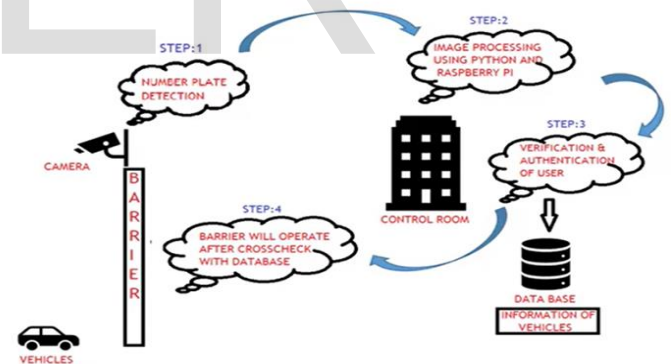 STEP:1
NUMBER PLATE
DETECTION
STEP:2
IMAGE PROCESSING
USING PYTHON AND
RASPBERRY PI
STEP:3
VERIFICATION &
AUTHENTICATION
OF USER
CAMERA
BARRIER
CONTROL ROOM
STEP:4
BARRIER WILL OPERATE
AFTER CROSSCHECK
WITH DATABASE
DATA BASE
INFORMATION OF
VEHICLES
VEHICLES